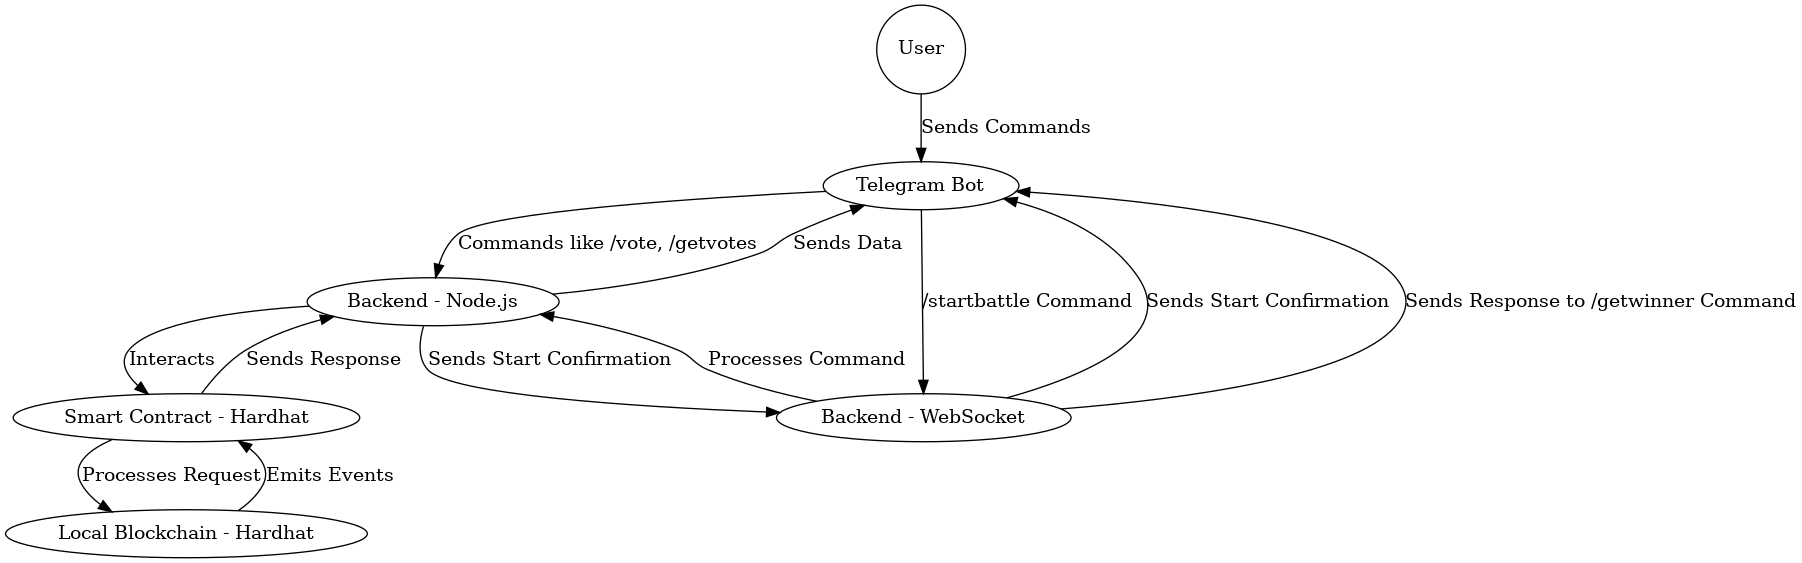 User
Sends Commands
Telegram Bot
Commands like /vote, /getvotes
Sends Data
Backend - Node.js
/startbattle Command
Sends Start Confirmation
Sends Response to /getwinner Command
Interacts
Sends Response
Sends Start Confirmation
Processes Command
Smart Contract - Hardhat
Backend - WebSocket
Processes Request
Emits Events
Local Blockchain - Hardhat